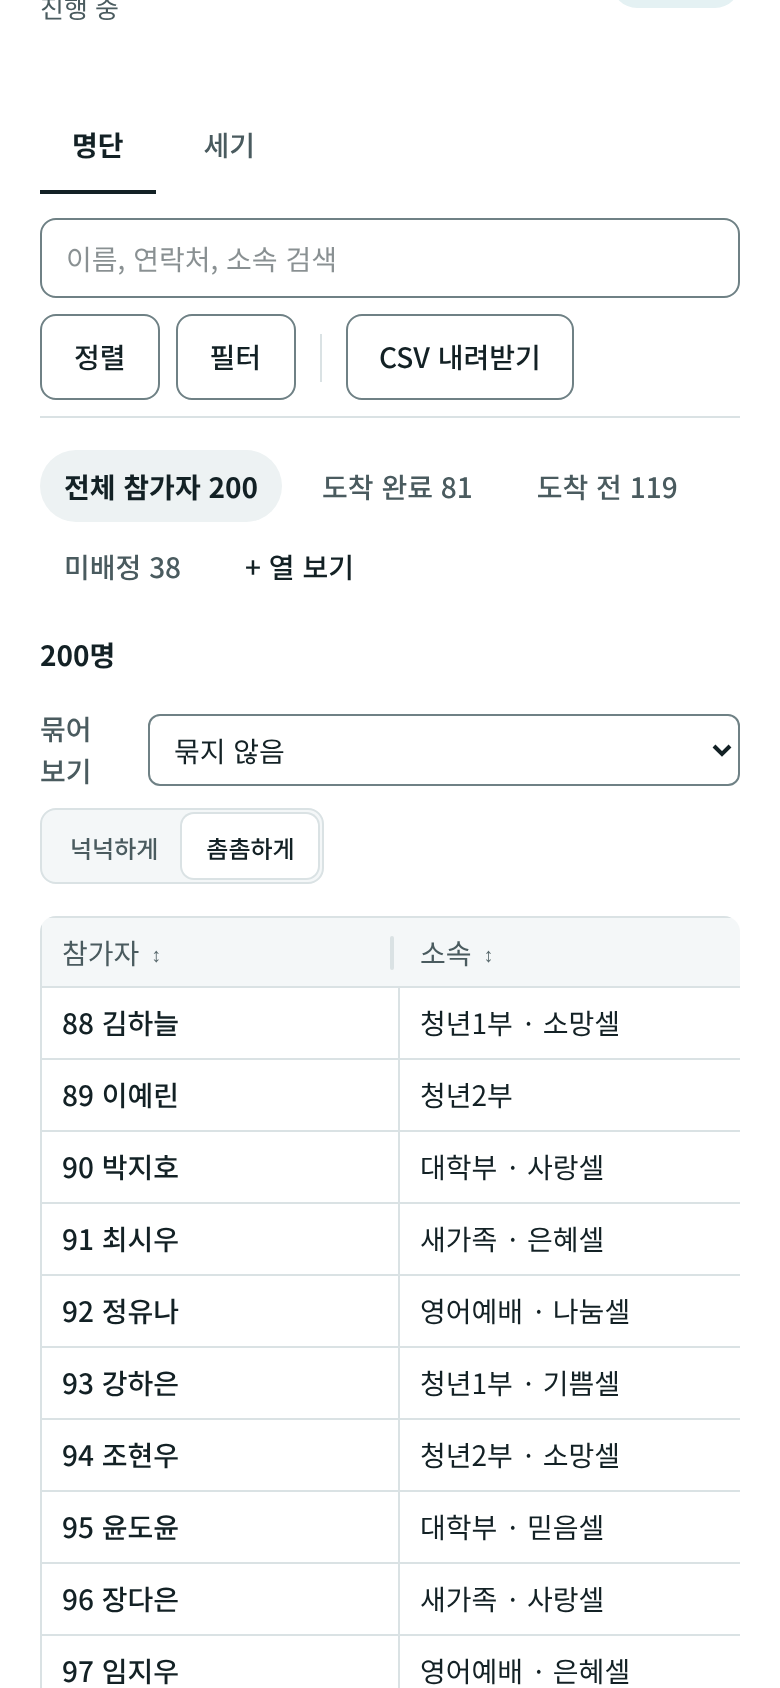 진행 중
명단 세기
이름, 연락처, 소속 검색
정렬 필터 CSV 내려받기
전체 참가자 200 도착 완료 81 도착 전 119
미배정 38 + 열 보기
200명
묶어
보기
묶지 않음
넉넉하게 촘촘하게
참가자 ↕ 소속 ↕
88 김하늘 청년1부 · 소망셀
89 이예린 청년2부
90 박지호 대학부 · 사랑셀
91 최시우 새가족 · 은혜셀
92 정유나 영어예배 · 나눔셀
93 강하은 청년1부 · 기쁨셀
94 조현우 청년2부 · 소망셀
95 윤도윤 대학부 · 믿음셀
96 장다은 새가족 · 사랑셀
97 임지우 영어예배 · 은혜셀